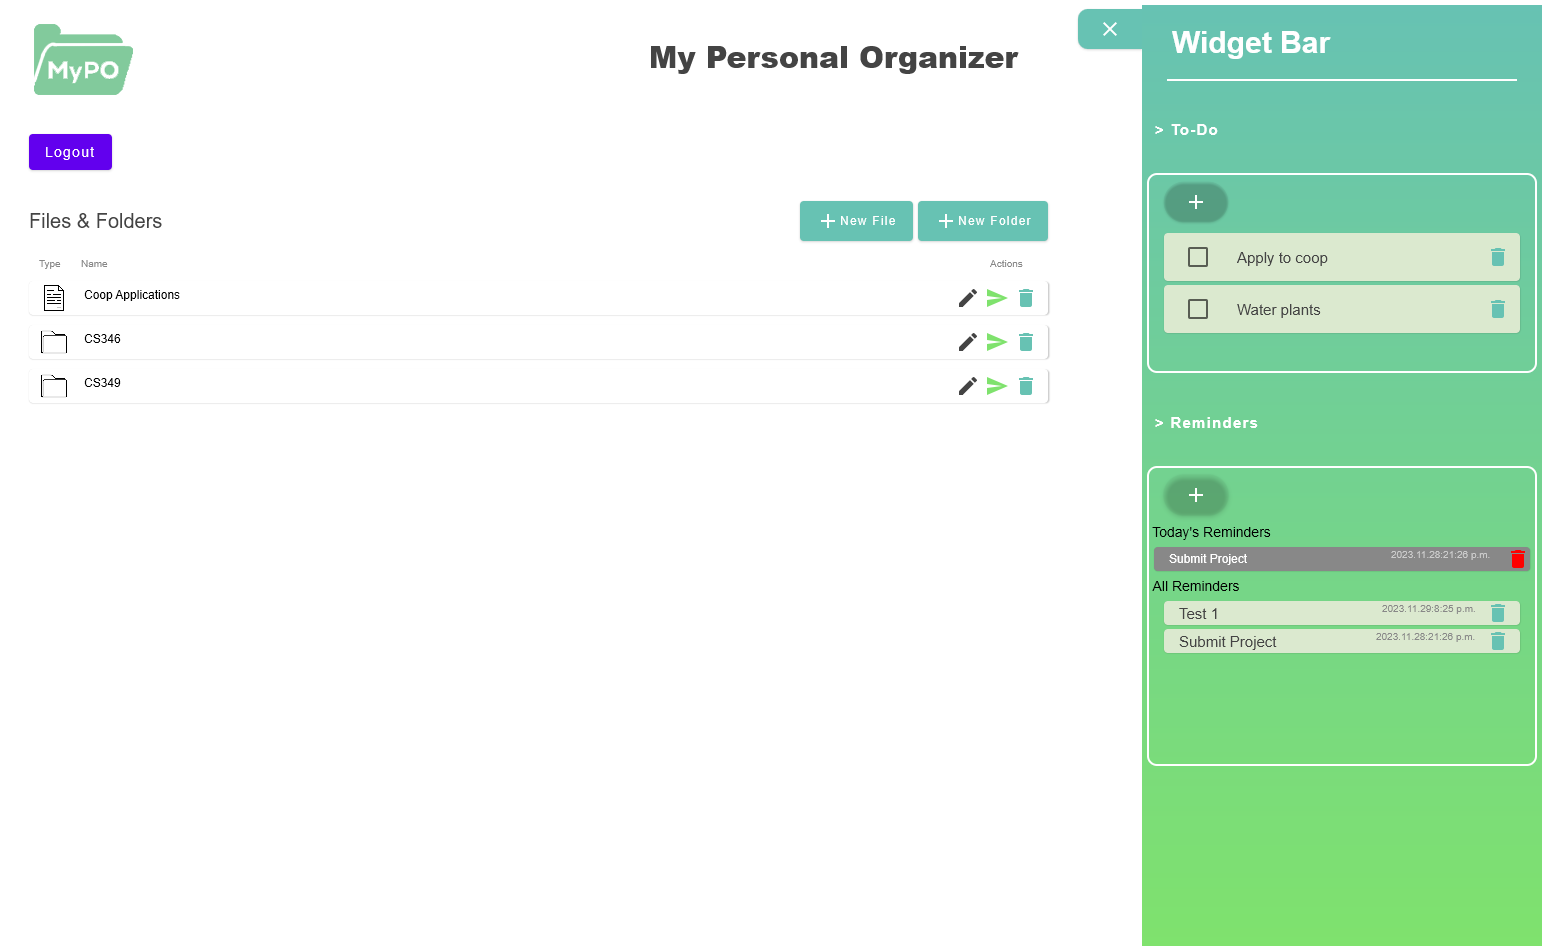 MyPO
My Personal Organizer
Logout
Files & Folders
New File
New Folder
Type Name Actions
Coop Applications
CS346
CS349
Widget Bar
> To-Do
Apply to coop
Water plants
> Reminders
Today's Reminders
Submit Project 2023.11.28:21:26 p.m.
All Reminders
Test 1 2023.11.29:8:25 p.m.
Submit Project 2023.11.28:21:26 p.m.